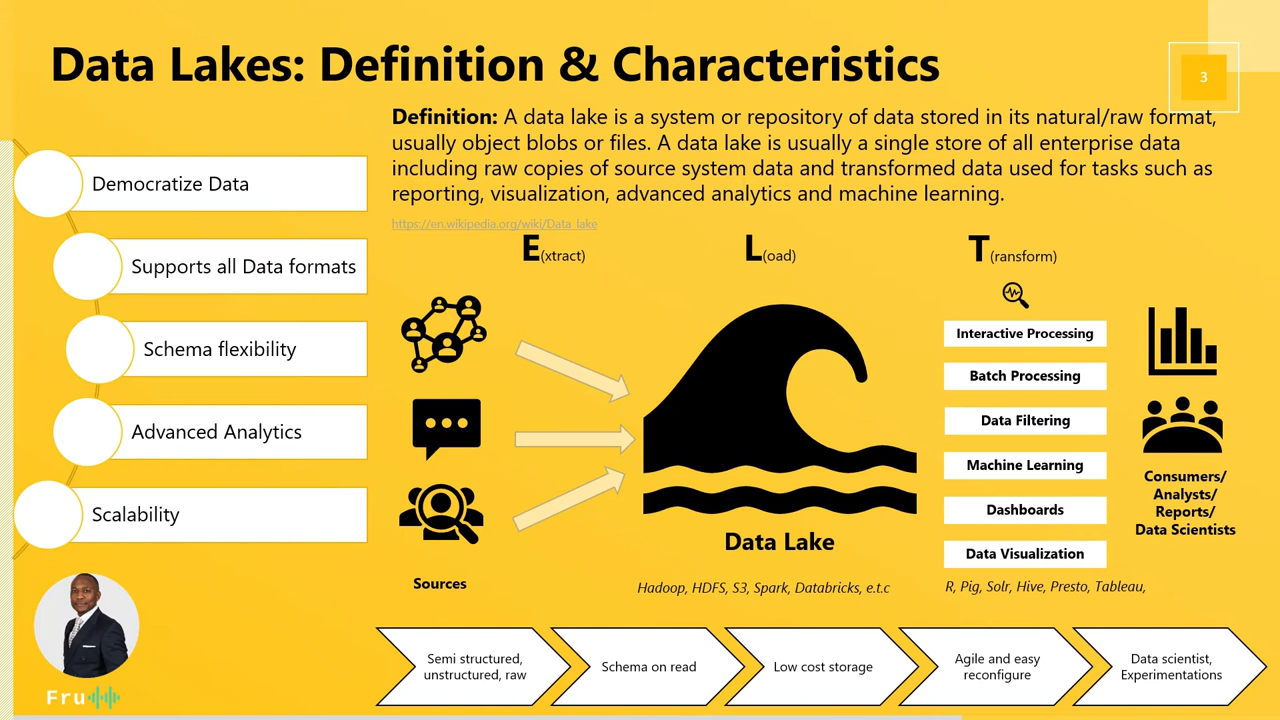 Data Lakes: Definition & Characteristics
3
Definition: A data lake is a system or repository of data stored in its natural/raw format,
usually object blobs or files. A data lake is usually a single store of all enterprise data
including raw copies of source system data and transformed data used for tasks such as
reporting, visualization, advanced analytics and machine learning.
https://en.wikipedia.org/wiki/Data_lake
Democratize Data
Supports all Data formats
Schema flexibility
Advanced Analytics
Scalability
E(xtract)
L(oad)
T(ransform)
Sources
Data Lake
Hadoop, HDFS, S3, Spark, Databricks, e.t.c
Interactive Processing
Batch Processing
Data Filtering
Machine Learning
Dashboards
Data Visualization
R, Pig, Solr, Hive, Presto, Tableau,
Consumers/
Analysts/
Reports/
Data Scientists
Fru
Semi structured,
unstructured, raw
Schema on read
Low cost storage
Agile and easy
reconfigure
Data scientist,
Experimentations